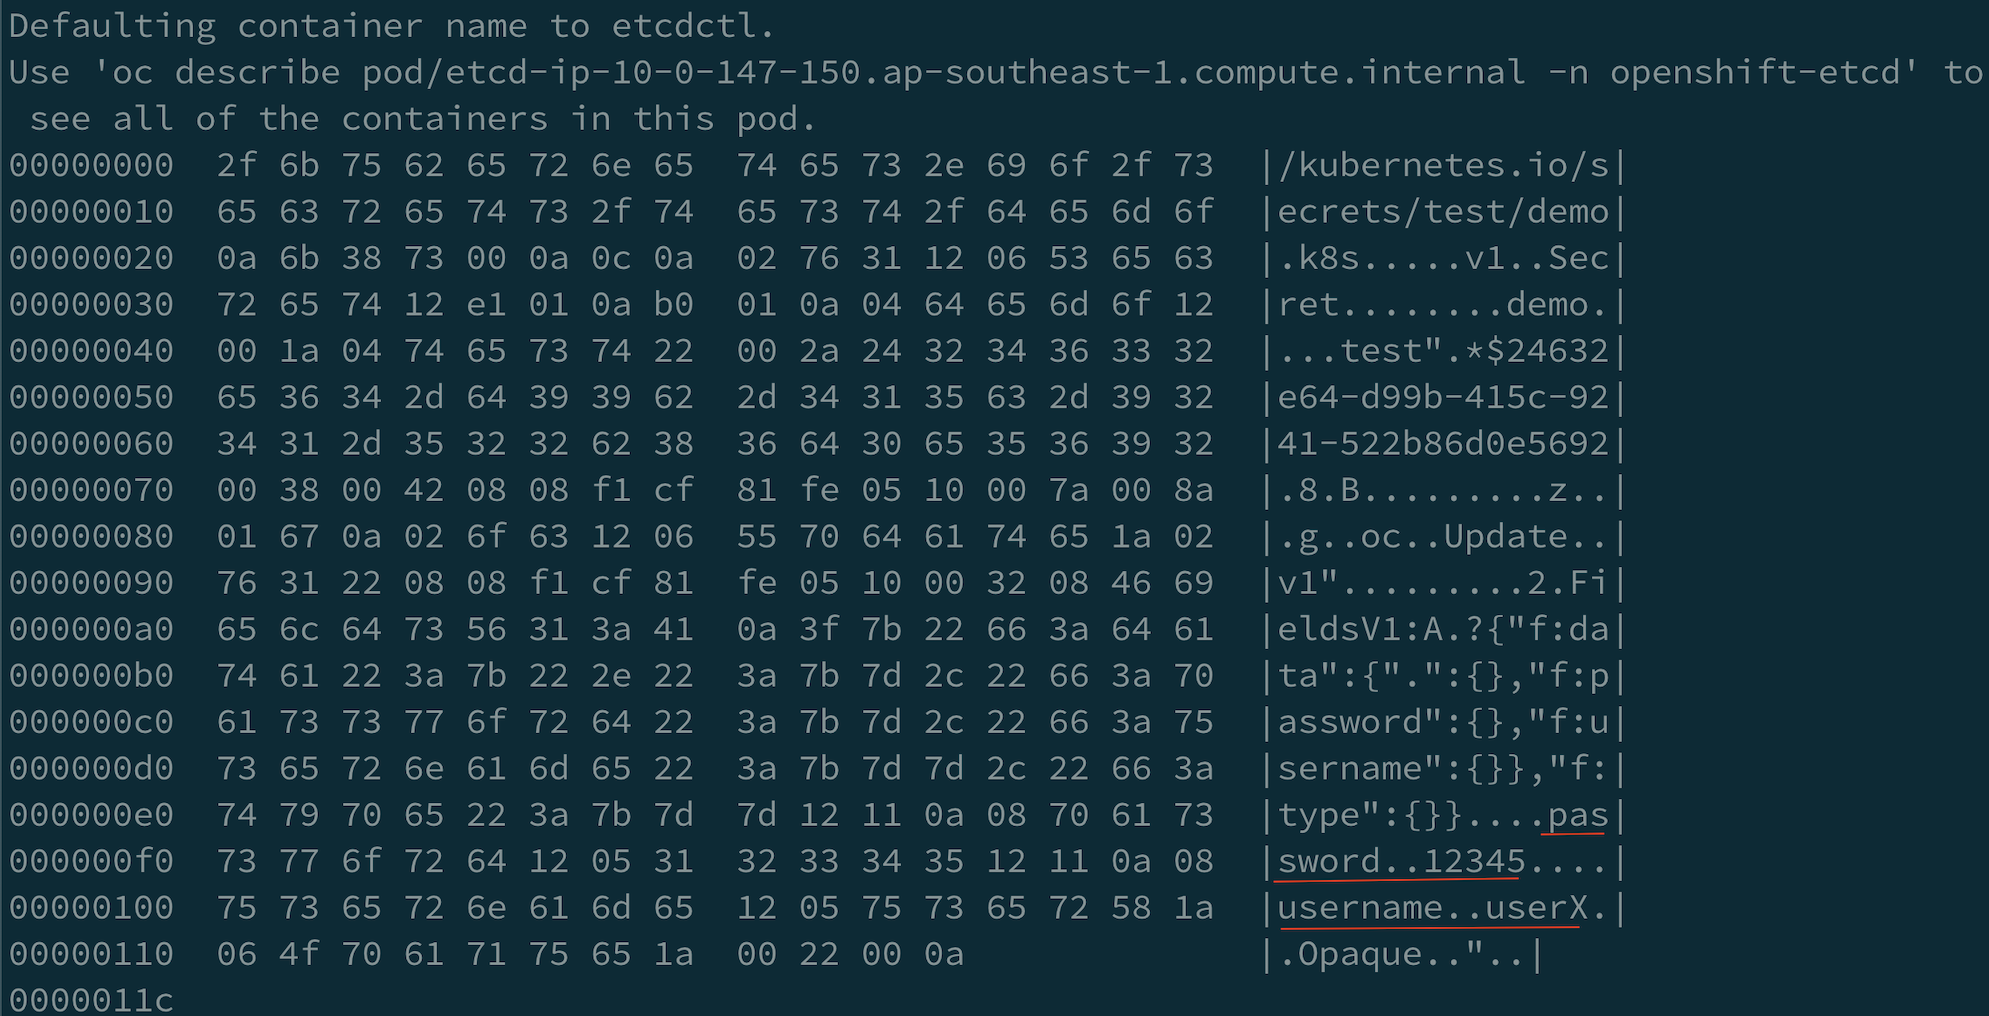 Defaulting container name to etcdctl.
Use 'oc describe pod/etcd-ip-10-0-147-150.ap-southeast-1.compute.internal -n openshift-etcd' to
 see all of the containers in this pod.
00000000  2f 6b 75 62 65 72 6e 65  74 65 73 2e 69 6f 2f 73  |/kubernetes.io/s|
00000010  65 63 72 65 74 73 2f 74  65 73 74 2f 64 65 6d 6f  |ecrets/test/demo|
00000020  0a 6b 38 73 00 0a 0c 0a  02 76 31 12 06 53 65 63  |.k8s.....v1..Sec|
00000030  72 65 74 12 e1 01 0a b0  01 0a 04 64 65 6d 6f 12  |ret........demo.|
00000040  00 1a 04 74 65 73 74 22  00 2a 24 32 34 36 33 32  |...test".*$24632|
00000050  65 36 34 2d 64 39 39 62  2d 34 31 35 63 2d 39 32  |e64-d99b-415c-92|
00000060  34 31 2d 35 32 32 62 38  36 64 30 65 35 36 39 32  |41-522b86d0e5692|
00000070  00 38 00 42 08 08 f1 cf  81 fe 05 10 00 7a 00 8a  |.8.B.........z..|
00000080  01 67 0a 02 6f 63 12 06  55 70 64 61 74 65 1a 02  |.g..oc..Update..|
00000090  76 31 22 08 08 f1 cf 81  fe 05 10 00 32 08 46 69  |v1".........2.Fi|
000000a0  65 6c 64 73 56 31 3a 41  0a 3f 7b 22 66 3a 64 61  |eldsV1:A.?{"f:da|
000000b0  74 61 22 3a 7b 22 2e 22  3a 7b 7d 2c 22 66 3a 70  |ta":{".":{},"f:p|
000000c0  61 73 73 77 6f 72 64 22  3a 7b 7d 2c 22 66 3a 75  |assword":{},"f:u|
000000d0  73 65 72 6e 61 6d 65 22  3a 7b 7d 7d 2c 22 66 3a  |sername":{}},"f:|
000000e0  74 79 70 65 22 3a 7b 7d  7d 12 11 0a 08 70 61 73  |type":{}}....pas|
000000f0  73 77 6f 72 64 12 05 31  32 33 34 35 12 11 0a 08  |sword..12345....|
00000100  75 73 65 72 6e 61 6d 65  12 05 75 73 65 72 58 1a  |username..userX.|
00000110  06 4f 70 61 71 75 65 1a  00 22 00 0a              |.Opaque.."..|
0000011c